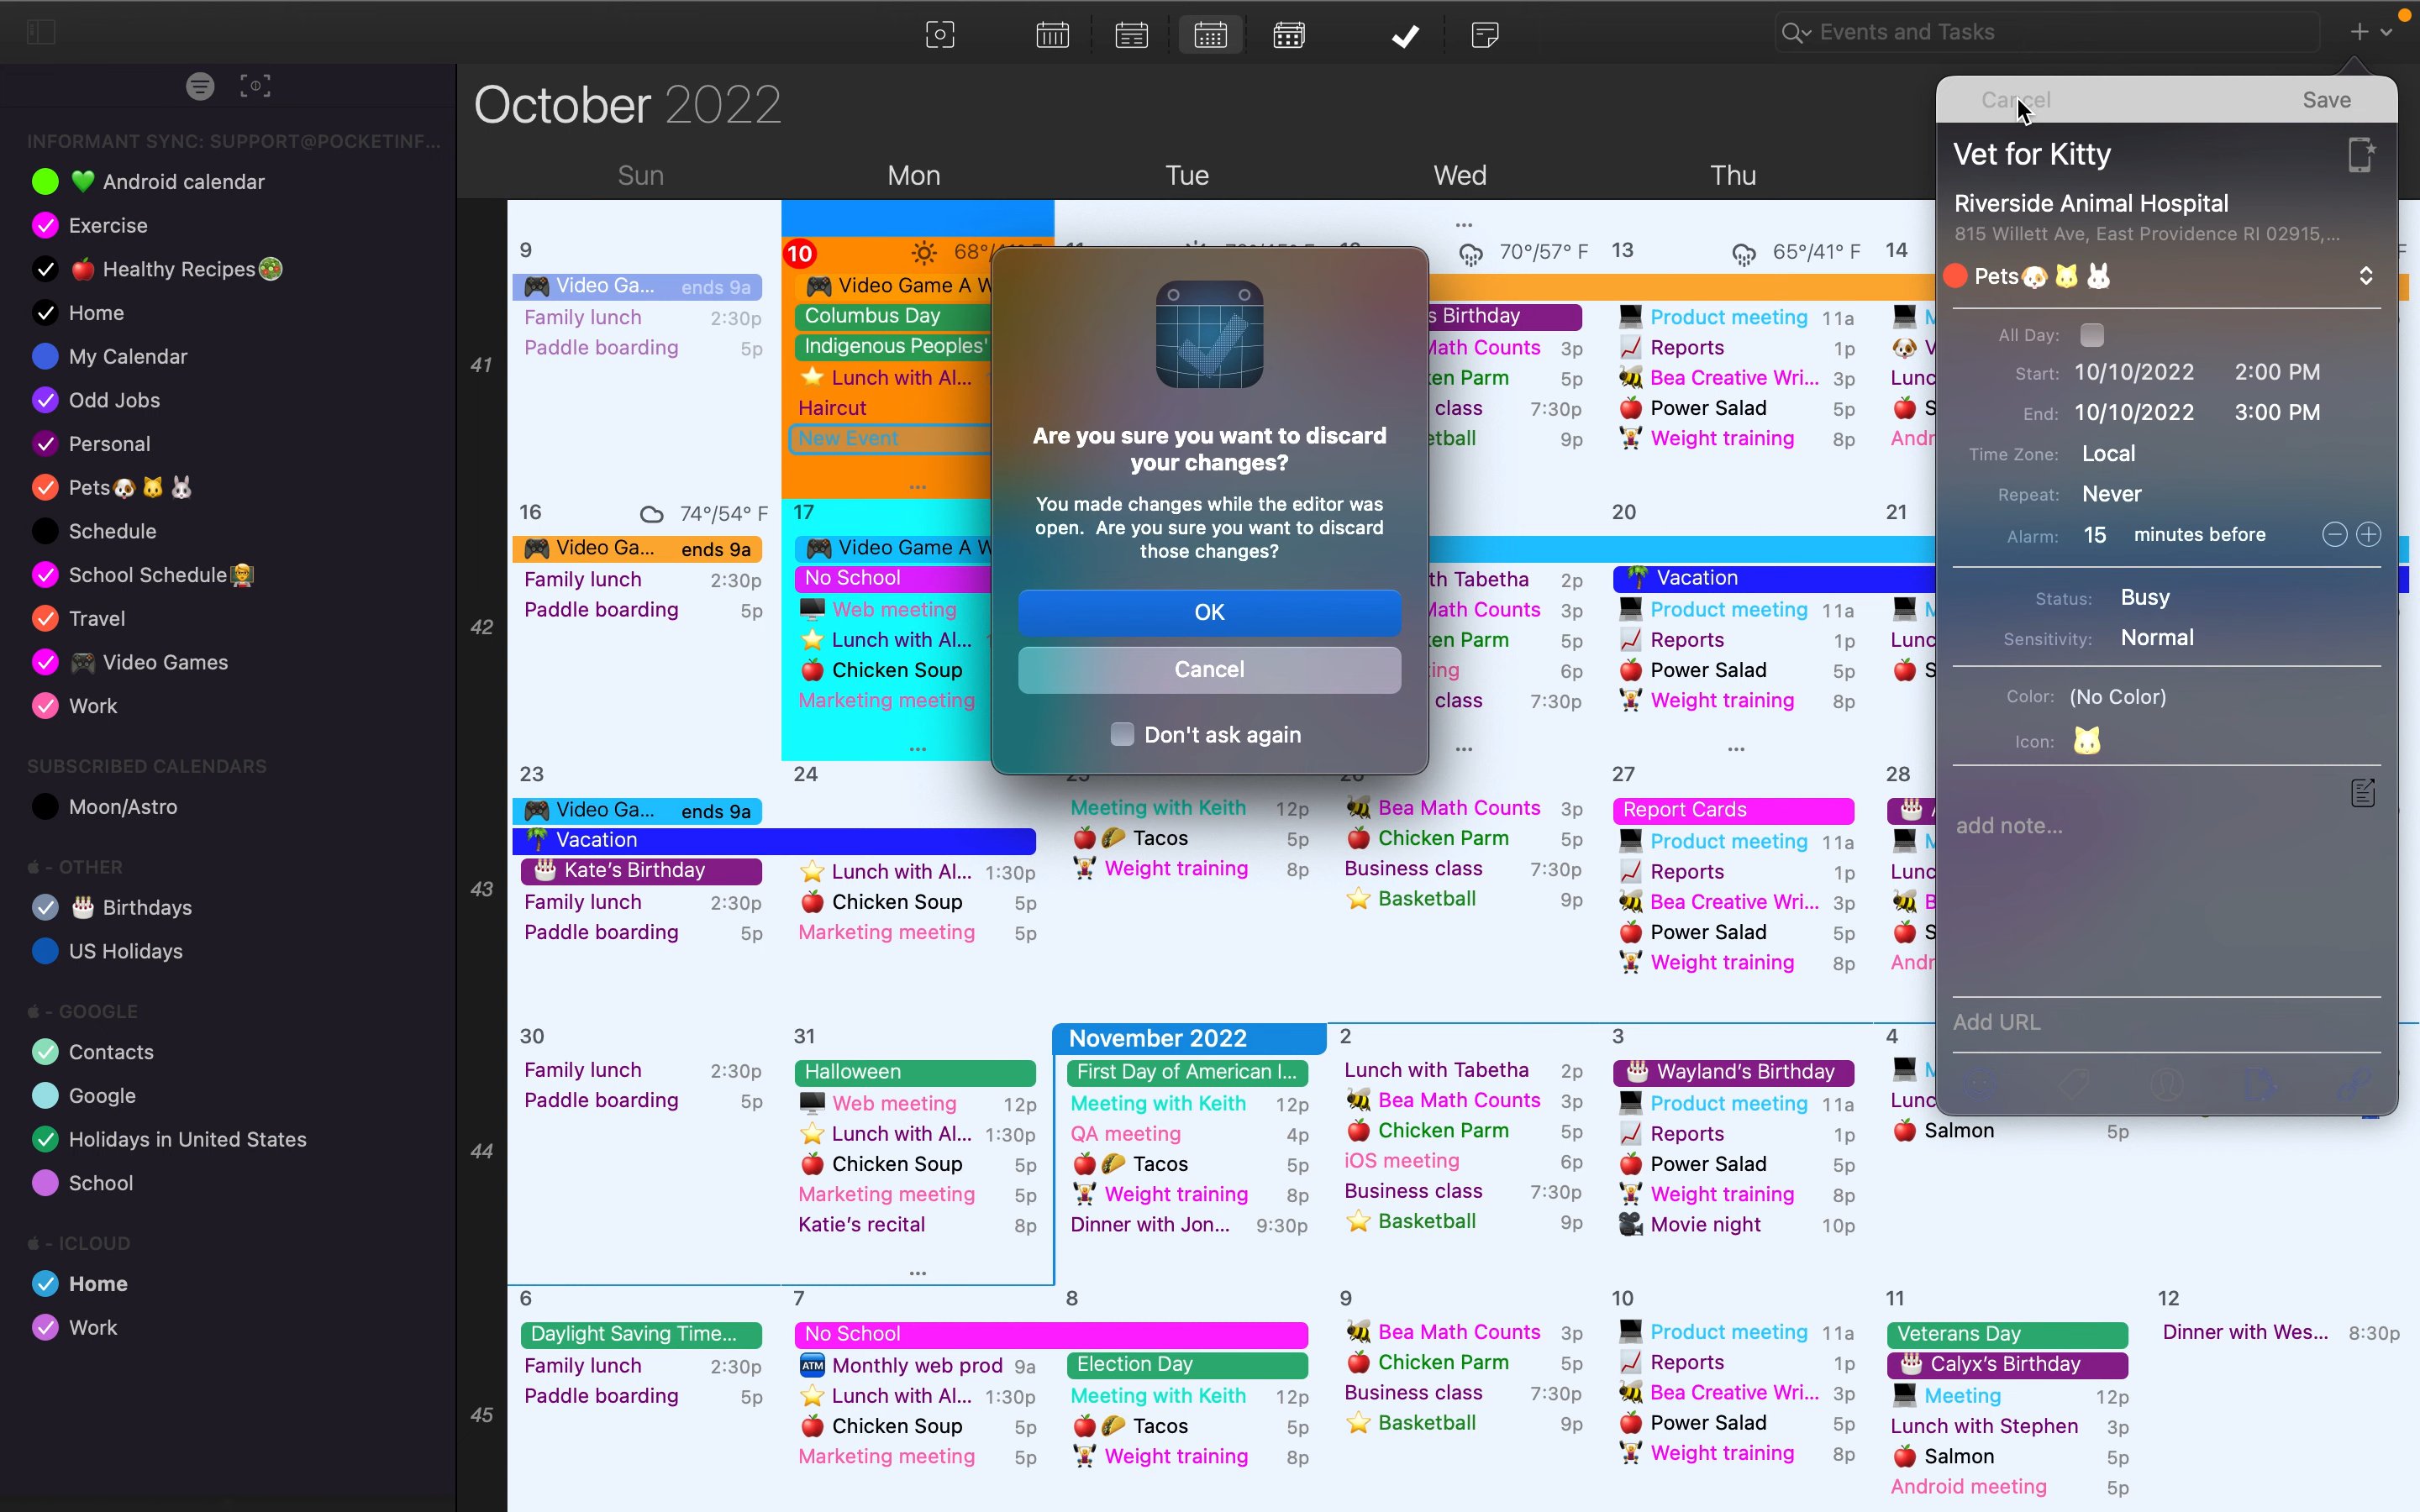 Events and Tasks
INFORMANT SYNC: SUPPORT@POCKETINF...
Android calendar
Exercise
Healthy Recipes
Home
My Calendar
Odd Jobs
Personal
Pets
Schedule
School Schedule
Travel
Video Games
Work
SUBSCRIBED CALENDARS
Moon/Astro
- OTHER
Birthdays
US Holidays
- GOOGLE
Contacts
Google
Holidays in United States
School
- ICLOUD
Home
Work
October 2022
Sun Mon Tue Wed Thu
41
9
Video Ga... ends 9a
Family lunch 2:30p
Paddle boarding 5p
10
Video Game A W
Columbus Day
Indigenous Peoples'
Lunch with Al...
Haircut
New Event
...
...
70°/57° F
s Birthday
Math Counts 3p
ken Parm 5p
class 7:30p
etball 9p
13 65°/41° F
Product meeting 11a
Reports 1p
Bea Creative Wri... 3p
Power Salad 5p
Weight training 8p
14
Lunc
Andr
42
16 74°/54° F
Video Ga... ends 9a
Family lunch 2:30p
Paddle boarding 5p
17
Video Game A W
No School
Web meeting
Lunch with Al...
Chicken Soup
Marketing meeting
...
th Tabetha 2p
Math Counts 3p
ken Parm 5p
ing 6p
class 7:30p
...
20
Vacation
Product meeting 11a
Reports 1p
Power Salad 5p
Weight training 8p
...
21
Lunc
43
23
Video Ga... ends 9a
Vacation
Kate's Birthday
Family lunch 2:30p
Paddle boarding 5p
24
Lunch with Al... 1:30p
Chicken Soup 5p
Marketing meeting 5p
Meeting with Keith 12p
Tacos 5p
Weight training 8p
Bea Math Counts 3p
Chicken Parm 5p
Business class 7:30p
Basketball 9p
27
Report Cards
Product meeting 11a
Reports 1p
Bea Creative Wri... 3p
Power Salad 5p
Weight training 8p
28
Lunc
Andr
44
30
Family lunch 2:30p
Paddle boarding 5p
31
Halloween
Web meeting 12p
Lunch with Al... 1:30p
Chicken Soup 5p
Marketing meeting 5p
Katie's recital 8p
...
November 2022
First Day of American I...
Meeting with Keith 12p
QA meeting 4p
Tacos 5p
Weight training 8p
Dinner with Jon... 9:30p
2
Lunch with Tabetha 2p
Bea Math Counts 3p
Chicken Parm 5p
iOS meeting 6p
Business class 7:30p
Basketball 9p
3
Wayland's Birthday
Product meeting 11a
Reports 1p
Power Salad 5p
Weight training 8p
Movie night 10p
4
Lunc
Salmon 5p
45
6
Daylight Saving Time...
Family lunch 2:30p
Paddle boarding 5p
7
No School
ATM Monthly web prod 9a
Lunch with Al... 1:30p
Chicken Soup 5p
Marketing meeting 5p
8
Election Day
Meeting with Keith 12p
Tacos 5p
Weight training 8p
9
Bea Math Counts 3p
Chicken Parm 5p
Business class 7:30p
Basketball 9p
10
Product meeting 11a
Reports 1p
Bea Creative Wri... 3p
Power Salad 5p
Weight training 8p
11
Veterans Day
Calyx's Birthday
Meeting 12p
Lunch with Stephen 3p
Salmon 5p
Android meeting 5p
12
Dinner with Wes... 8:30p
Are you sure you want to discard
your changes?
You made changes while the editor was
open. Are you sure you want to discard
those changes?
OK
Cancel
Don't ask again
Cancel Save
Vet for Kitty
Riverside Animal Hospital
815 Willett Ave, East Providence RI 02915,...
Pets
All Day:
Start: 10/10/2022 2:00 PM
End: 10/10/2022 3:00 PM
Time Zone: Local
Repeat: Never
Alarm: 15 minutes before
Status: Busy
Sensitivity: Normal
Color: (No Color)
Icon:
add note...
Add URL